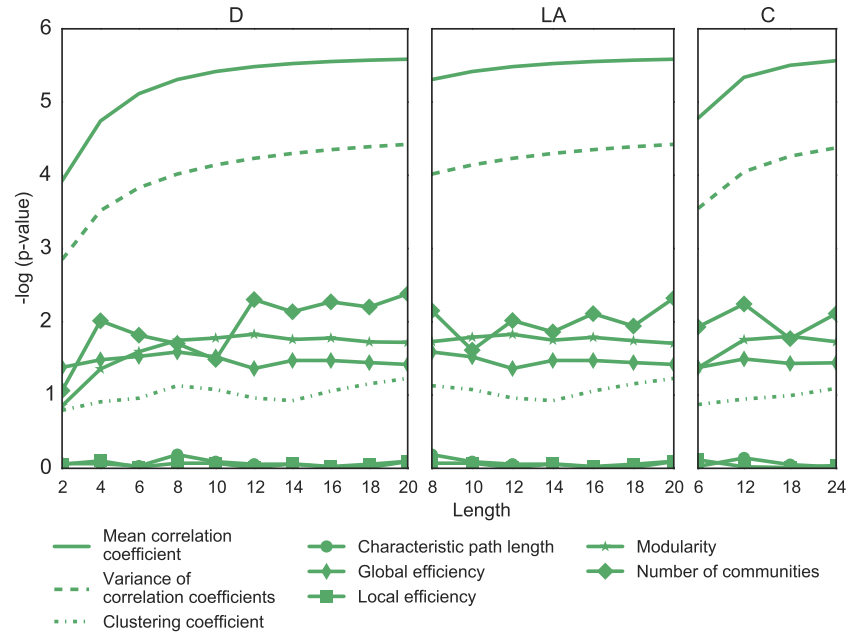 D LA C
6
5
4
3
2
1
0
-log (p-value)
2 4 6 8 10 12 14 16 18 20 8 10 12 14 16 18 20 6 12 18 24
Length
Mean correlation
coefficient
Variance of
correlation coefficients
Clustering coefficient
Characteristic path length
Global efficiency
Local efficiency
Modularity
Number of communities